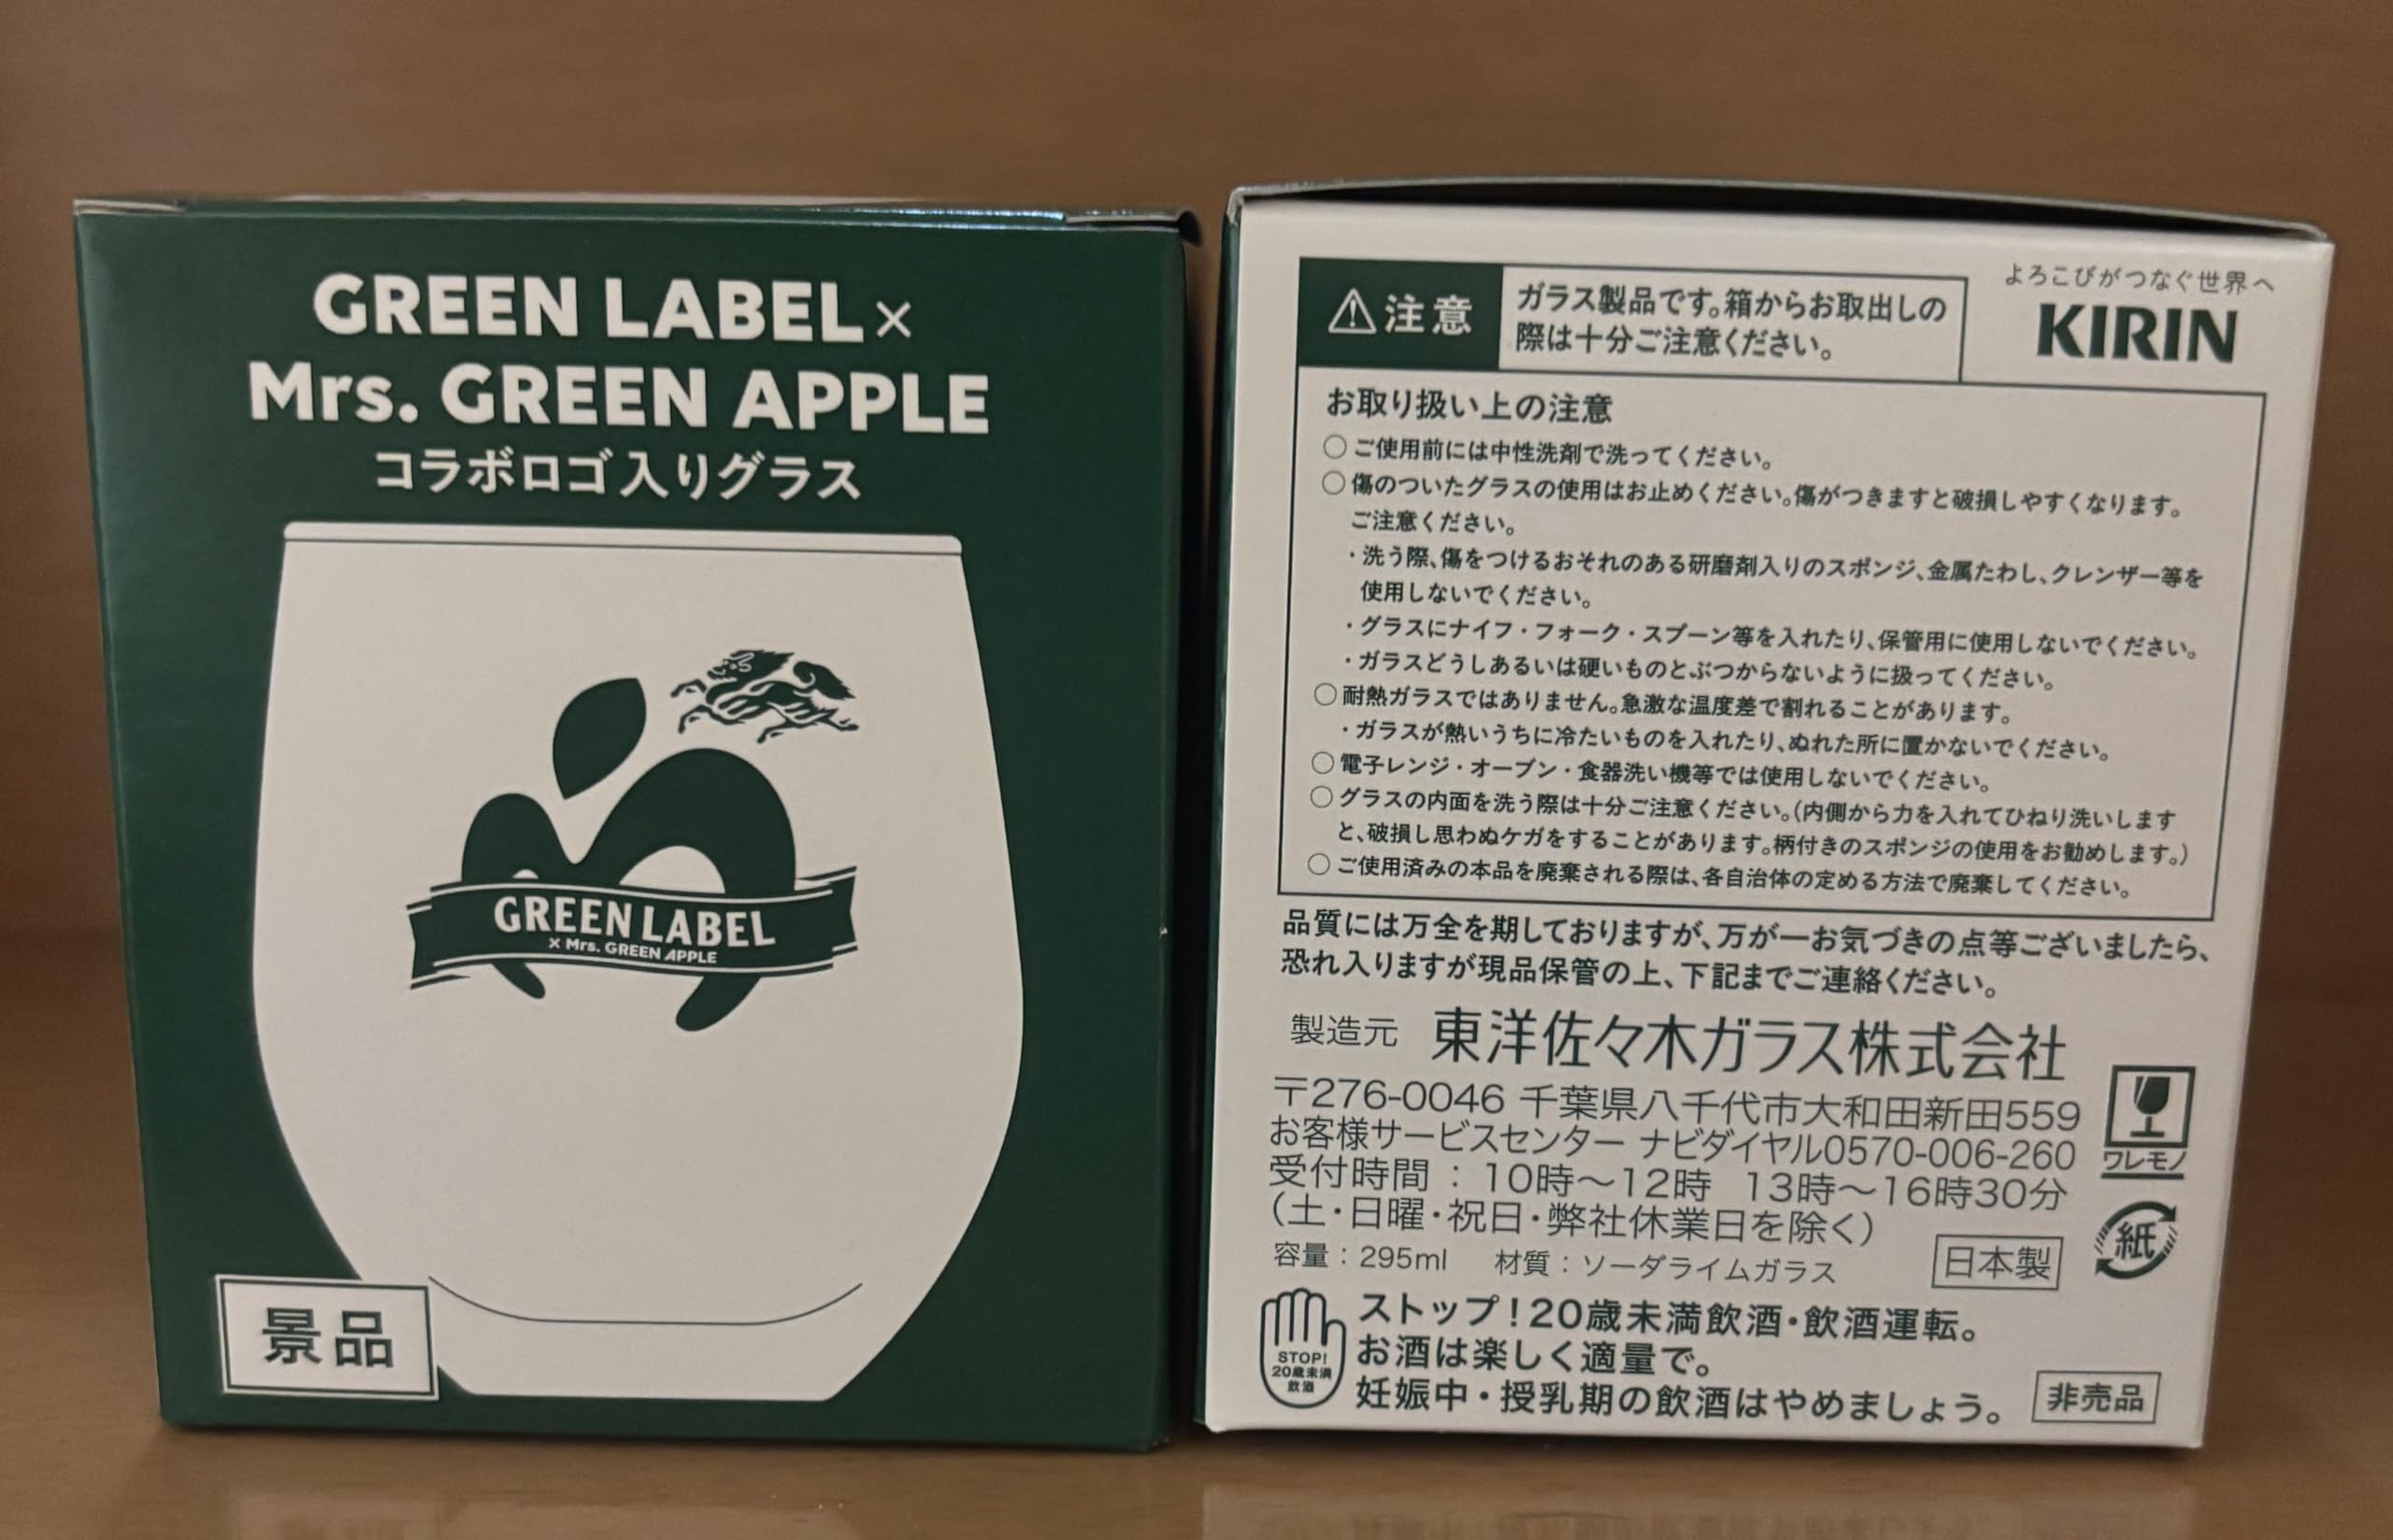 GREEN LABEL×
Mrs. GREEN APPLE
コラボロゴ入りグラス
GREEN LABEL
× Mrs. GREEN APPLE
景品
⚠注意
ガラス製品です。箱からお取出しの
際は十分ご注意ください。
よろこびがつなぐ世界へ
KIRIN
お取り扱い上の注意
○ご使用前には中性洗剤で洗ってください。
○傷のついたグラスの使用はお止めください。傷がつきますと破損しやすくなります。
ご注意ください。
・洗う際、傷をつけるおそれのある研磨剤入りのスポンジ、金属たわし、クレンザー等を
使用しないでください。
・グラスにナイフ・フォーク・スプーン等を入れたり、保管用に使用しないでください。
・ガラスどうしあるいは硬いものとぶつからないように扱ってください。
○耐熱ガラスではありません。急激な温度差で割れることがあります。
・ガラスが熱いうちに冷たいものを入れたり、ぬれた所に置かないでください。
○電子レンジ・オーブン・食器洗い機等では使用しないでください。
○グラスの内面を洗う際は十分ご注意ください。(内側から力を入れてひねり洗いします
と、破損し思わぬケガをすることがあります。柄付きのスポンジの使用をお勧めします。)
○ご使用済みの本品を廃棄される際は、各自治体の定める方法で廃棄してください。
品質には万全を期しておりますが、万が一お気づきの点等ございましたら、
恐れ入りますが現品保管の上、下記までご連絡ください。
製造元 東洋佐々木ガラス株式会社
〒276-0046 千葉県八千代市大和田新田559
お客様サービスセンター ナビダイヤル0570-006-260
受付時間：10時～12時 13時～16時30分
(土・日曜・祝日・弊社休業日を除く)
容量：295ml 材質：ソーダライムガラス
日本製
ワレモノ
紙
STOP!
20歳未満
飲酒
ストップ！20歳未満飲酒・飲酒運転。
お酒は楽しく適量で。
妊娠中・授乳期の飲酒はやめましょう。
非売品